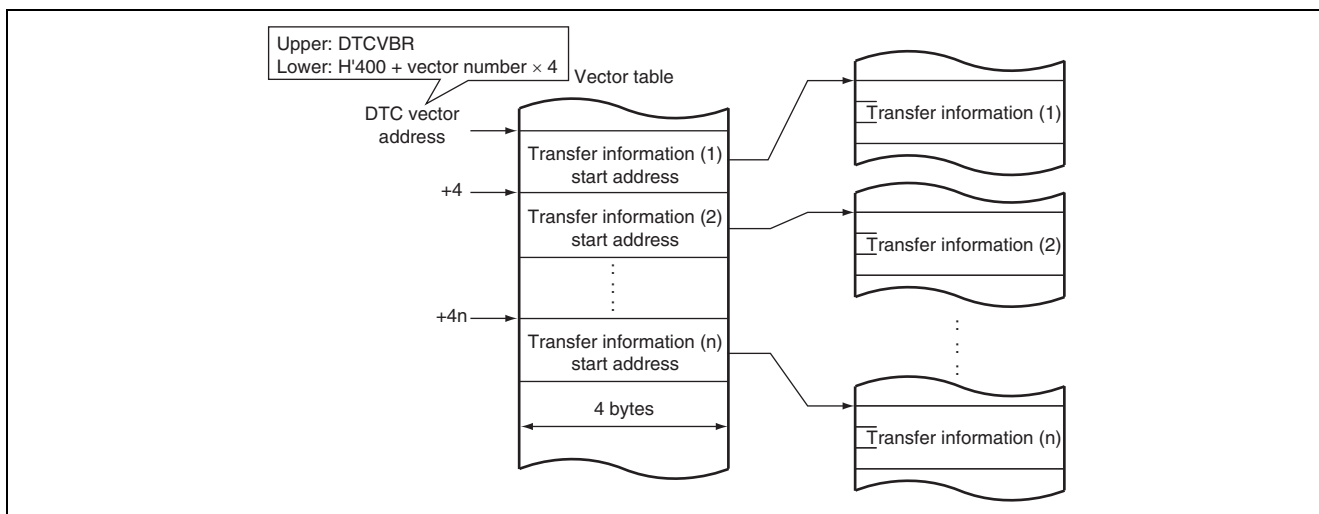 Upper: DTCVBR
Lower: H'400 + vector number × 4
Vector table
DTC vector
address
Transfer information (1)
start address
+4
Transfer information (2)
start address
+4n
Transfer information (n)
start address
4 bytes
Transfer information (1)
Transfer information (2)
Transfer information (n)